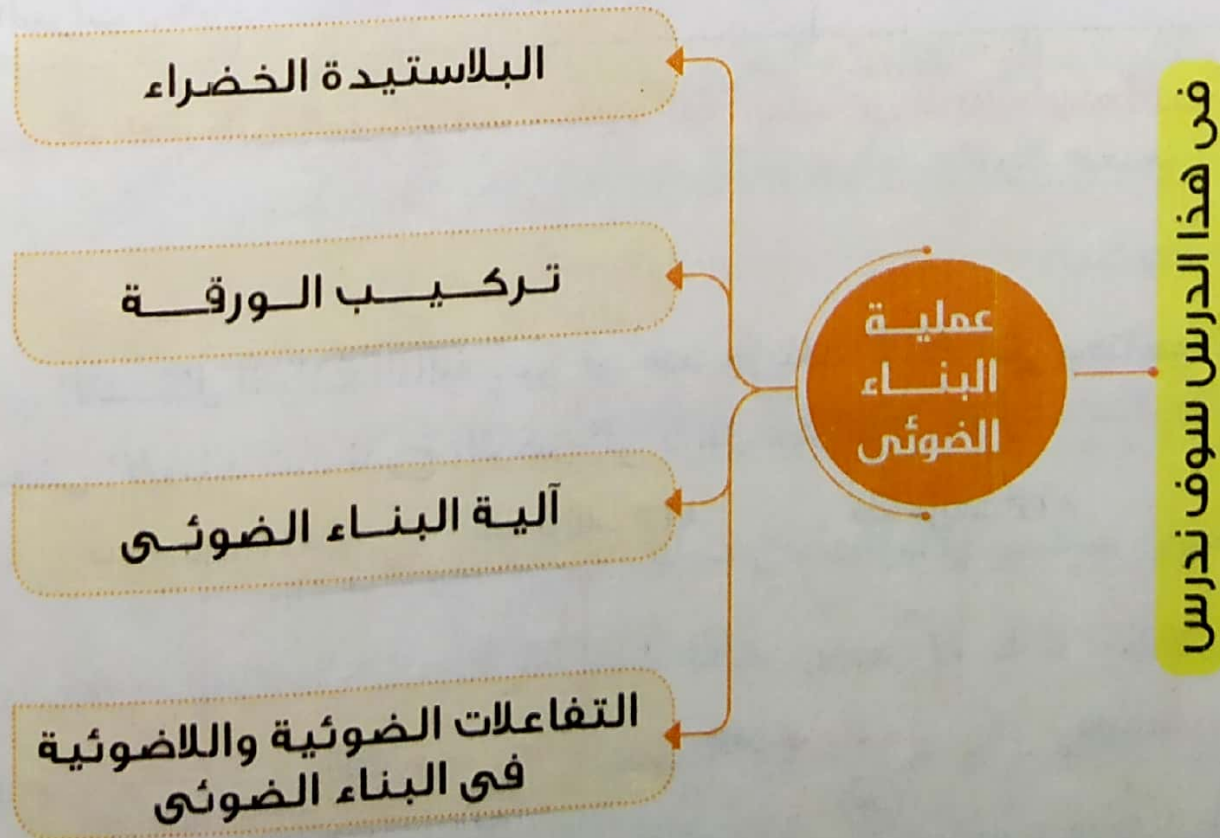 فى هذا الدرس سوف ندرس
عملية
البناء
الضوئى
البلاستيدة الخضراء
تركيب الورقة
آلية البناء الضوئى
التفاعلات الضوئية واللاضوئية
فى البناء الضوئى